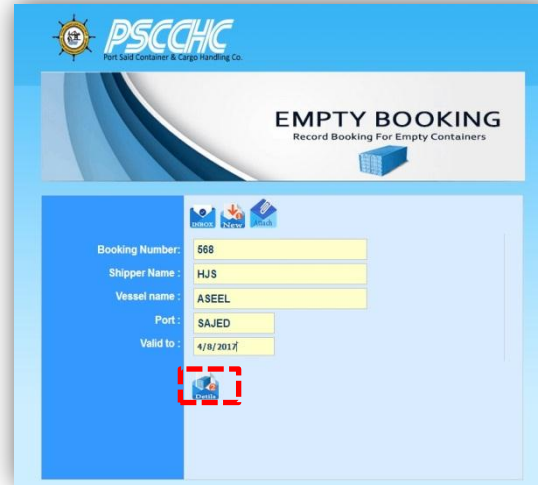 PSCCHC
Port Said Container & Cargo Handling Co.
EMPTY BOOKING
Record Booking For Empty Containers
INBOX New Attach
Booking Number: 568
Shipper Name : HJS
Vessel name : ASEEL
Port : SAJED
Valid to : 4/8/2017
Detils